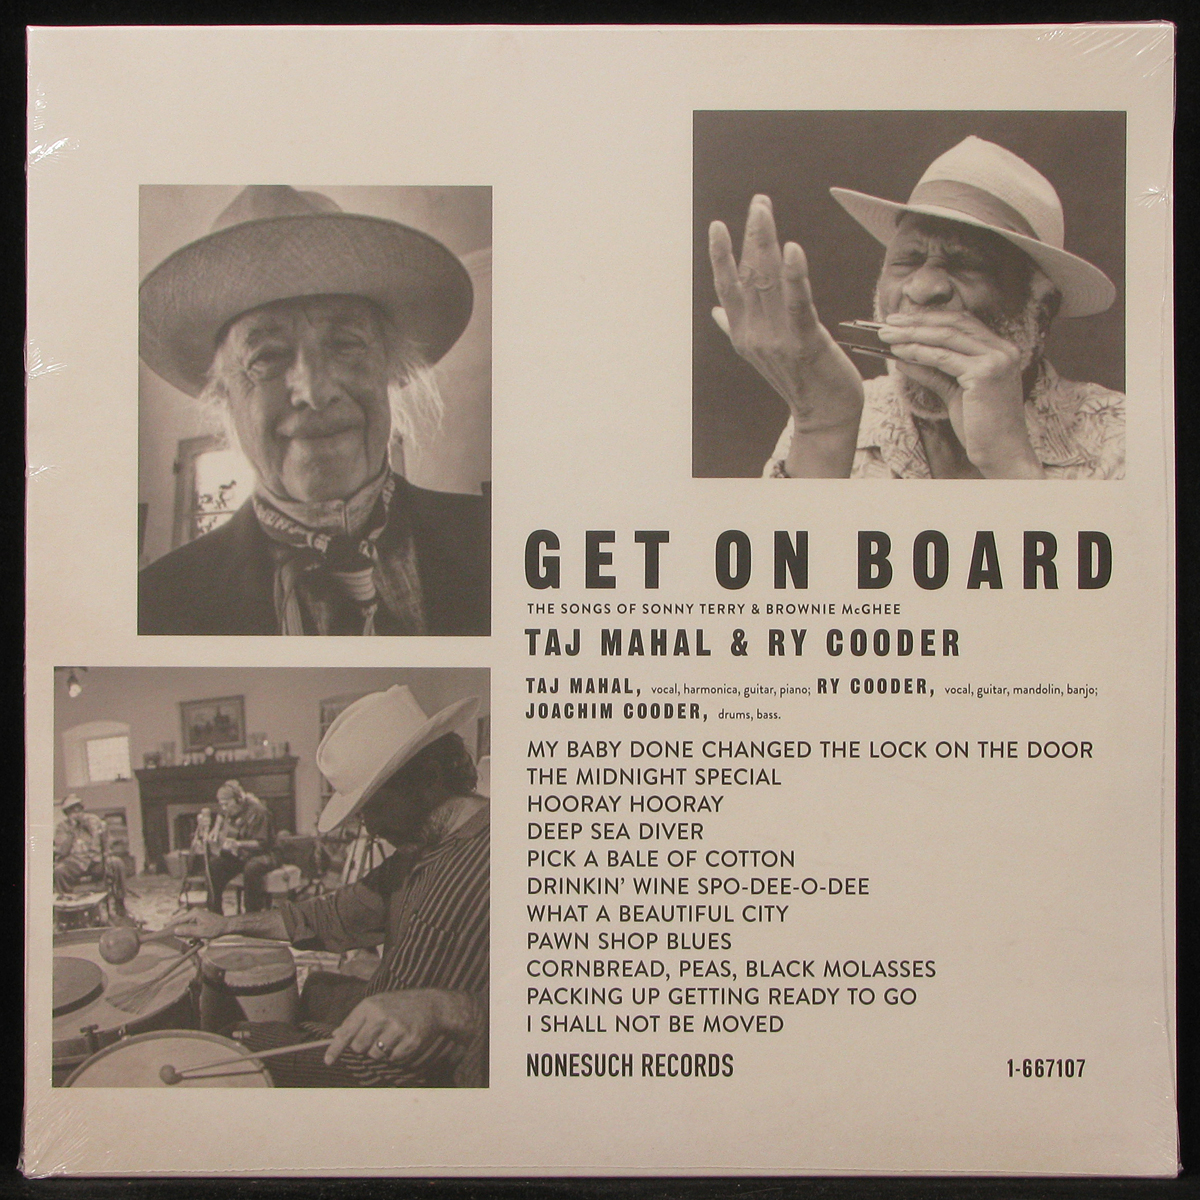 GET ON BOARD
THE SONGS OF SONNY TERRY & BROWNIE McGHEE
TAJ MAHAL & RY COODER
TAJ MAHAL, vocal, harmonica, guitar, piano; RY COODER, vocal, guitar, mandolin, banjo;
JOACHIM COODER, drums, bass.
MY BABY DONE CHANGED THE LOCK ON THE DOOR
THE MIDNIGHT SPECIAL
HOORAY HOORAY
DEEP SEA DIVER
PICK A BALE OF COTTON
DRINKIN’ WINE SPO-DEE-O-DEE
WHAT A BEAUTIFUL CITY
PAWN SHOP BLUES
CORNBREAD, PEAS, BLACK MOLASSES
PACKING UP GETTING READY TO GO
I SHALL NOT BE MOVED
NONESUCH RECORDS 1-667107